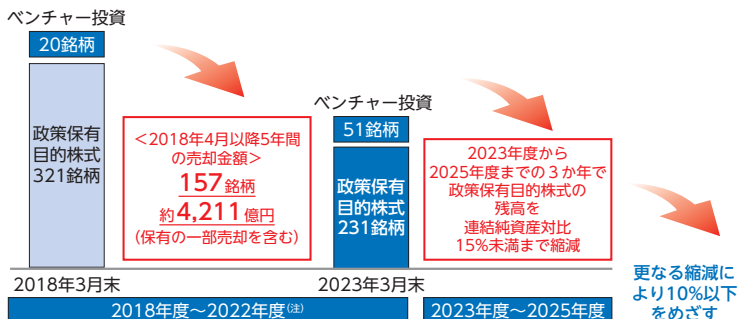 ベンチャー投資
20銘柄
政策保有
目的株式
321銘柄
＜2018年4月以降5年間
の売却金額＞
157銘柄
約4,211億円
(保有の一部売却を含む)
ベンチャー投資
51銘柄
政策保有
目的株式
231銘柄
2023年度から
2025年度までの３か年で
政策保有目的株式の
残高を
連結純資産対比
15%未満まで縮減
2018年3月末
2023年3月末
更なる縮減に
より10%以下
をめざす
2018年度～2022年度(注)
2023年度～2025年度